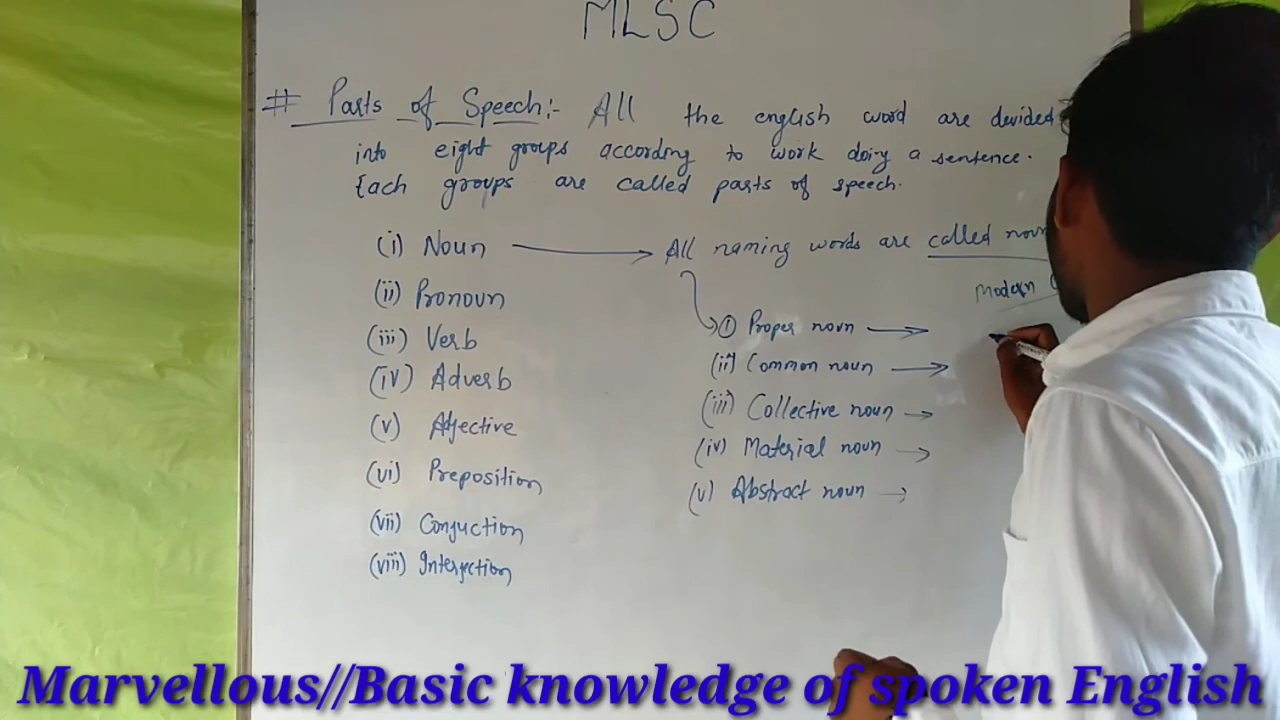 MLSC
# Parts of Speech:- All the english word are devided
into eight groups according to work doing a sentence.
Each groups are called parts of speech.
(i) Noun → All naming words are called noun
(ii) Pronoun
Modern
(iii) Verb
(iv) Adverb
(v) Adjective
(vi) Preposition
(vii) Conjuction
(viii) Interjection
① Proper noun →
(ii) Common noun →
(iii) Collective noun →
(iv) Material noun →
(v) Abstract noun →
Marvellous//Basic knowledge of spoken English